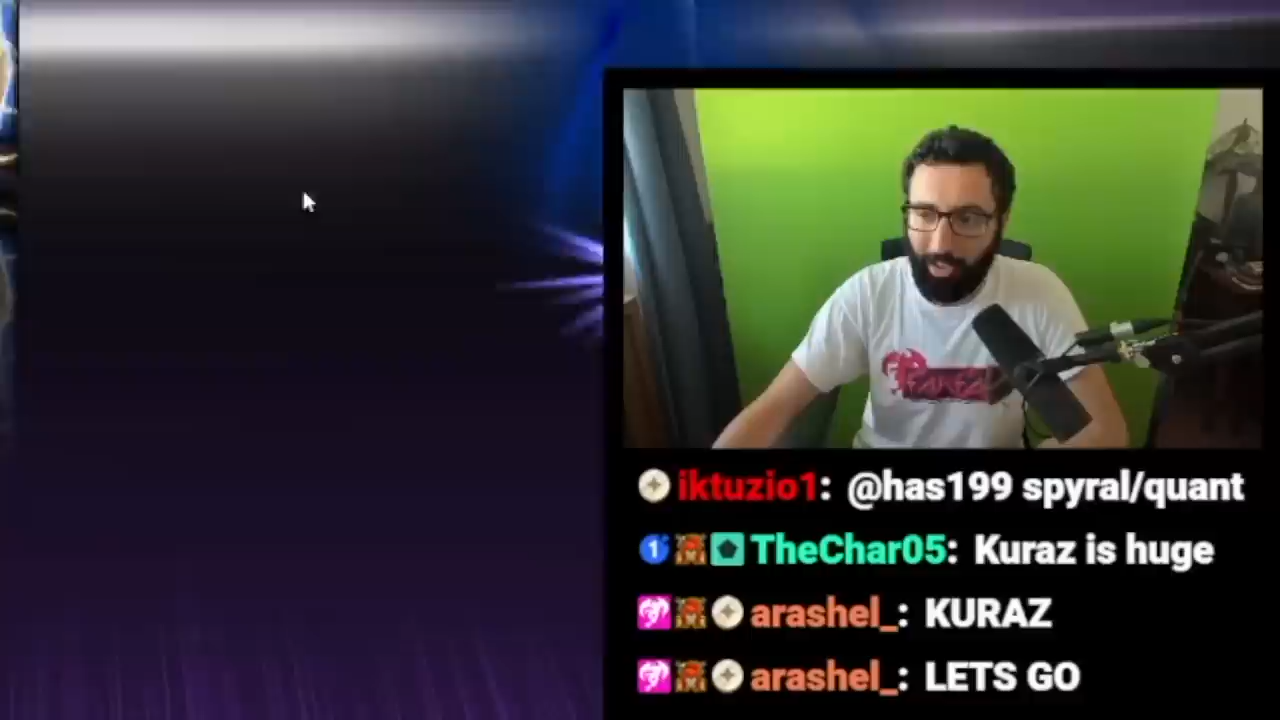 iktuzio1: @has199 spyral/quant
TheChar05: Kuraz is huge
arashel_: KURAZ
arashel_: LETS GO